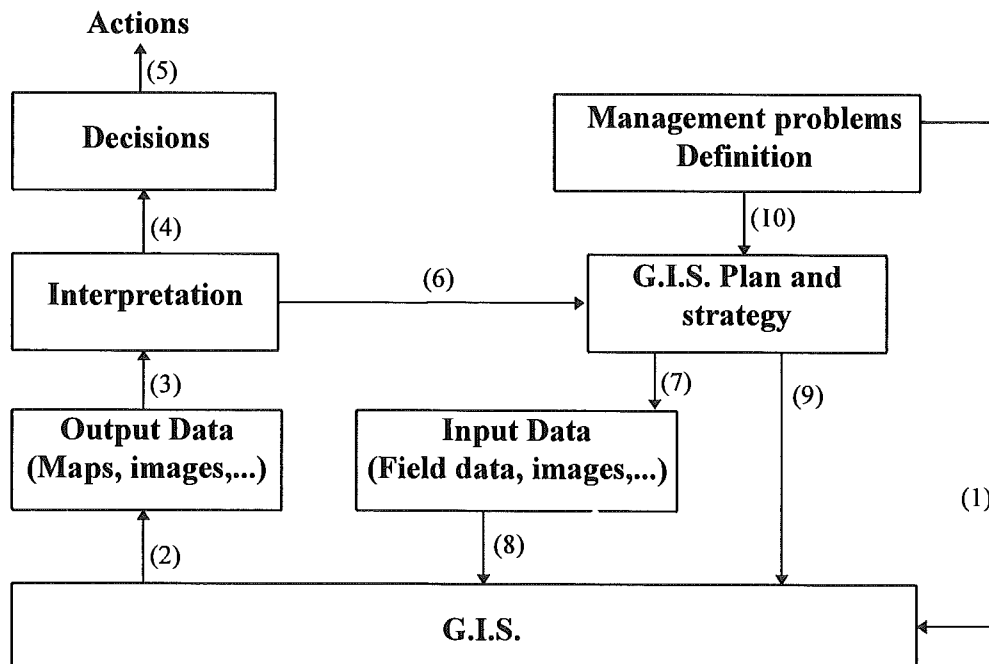 Actions
(5)
Decisions
Management problems
Definition
(4)
(10)
Interpretation
(6)
G.I.S. Plan and
strategy
(3)
(7)
(9)
Output Data
(Maps, images,...)
Input Data
(Field data, images,...)
(1)
(2)
(8)
G.I.S.